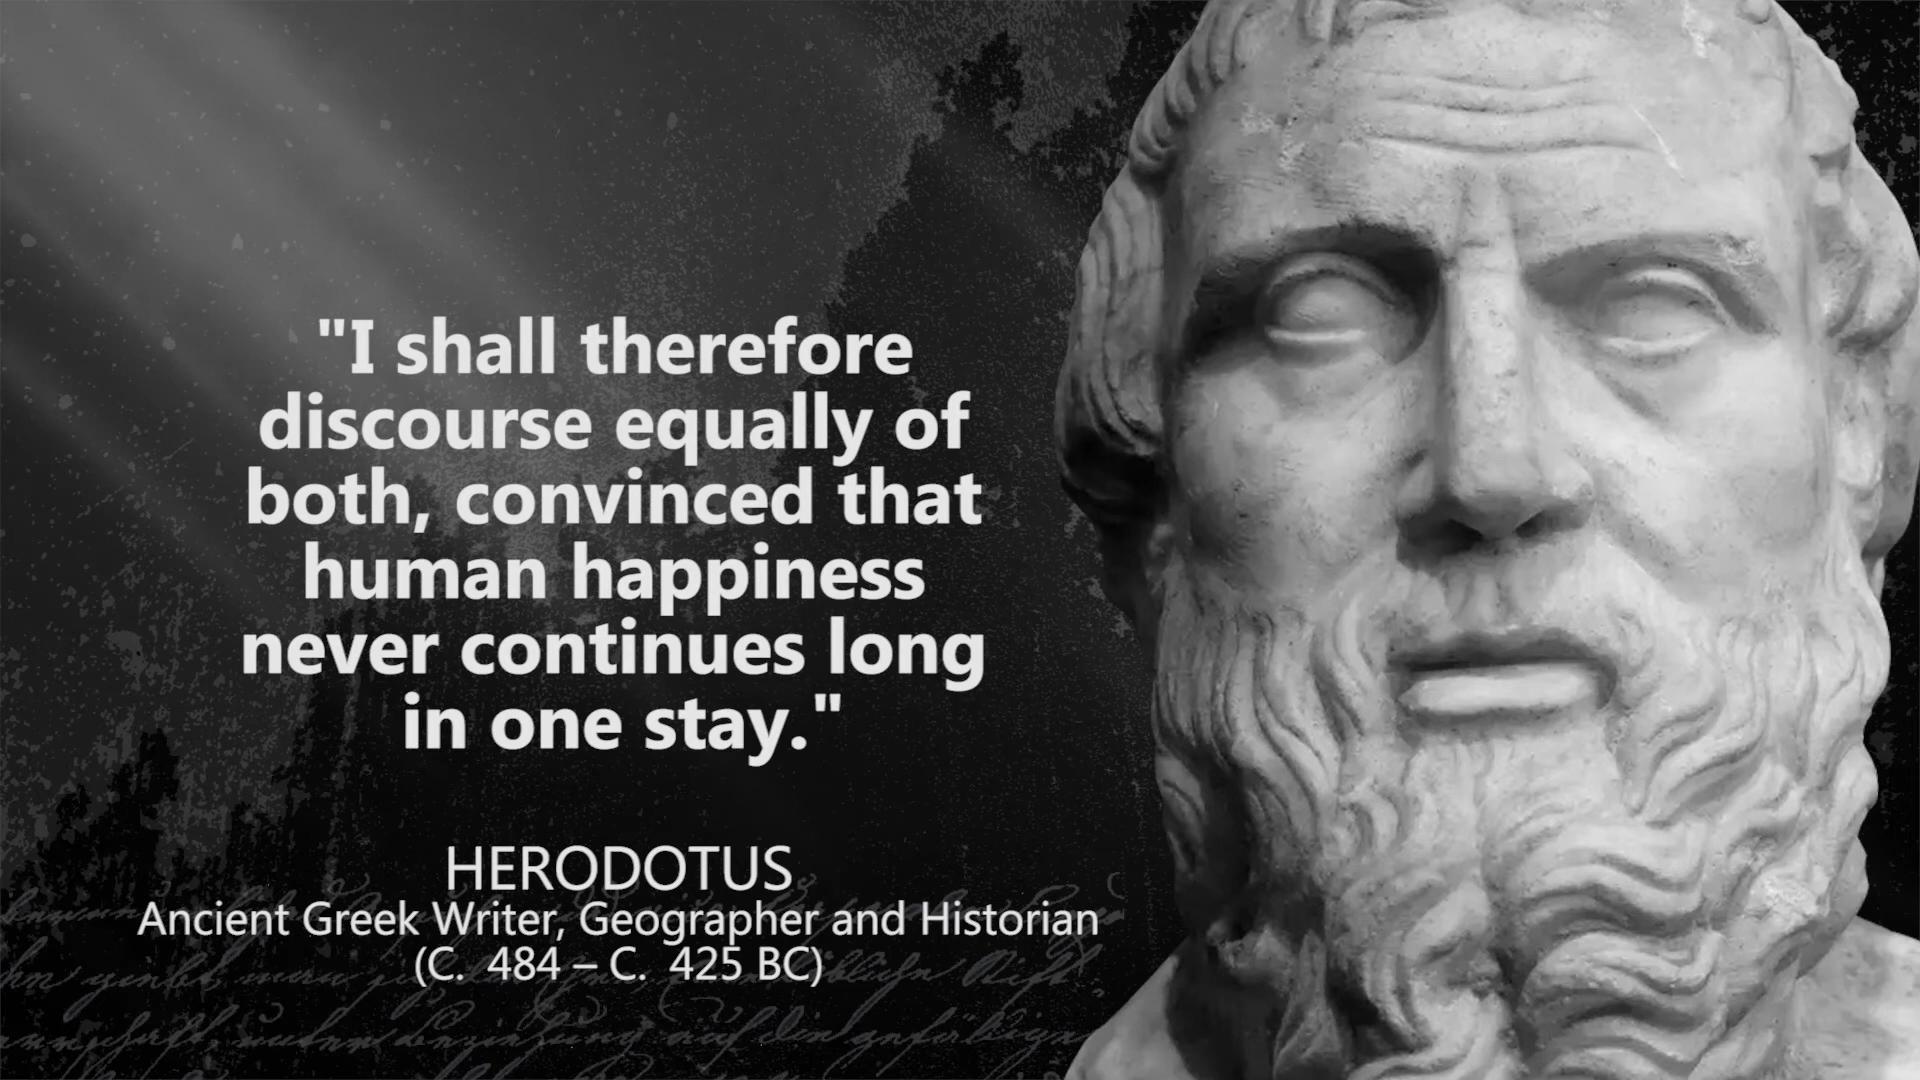 "I shall therefore
discourse equally of
both, convinced that
human happiness
never continues long
in one stay."
HERODOTUS
Ancient Greek Writer, Geographer and Historian
(C. 484 – C. 425 BC)